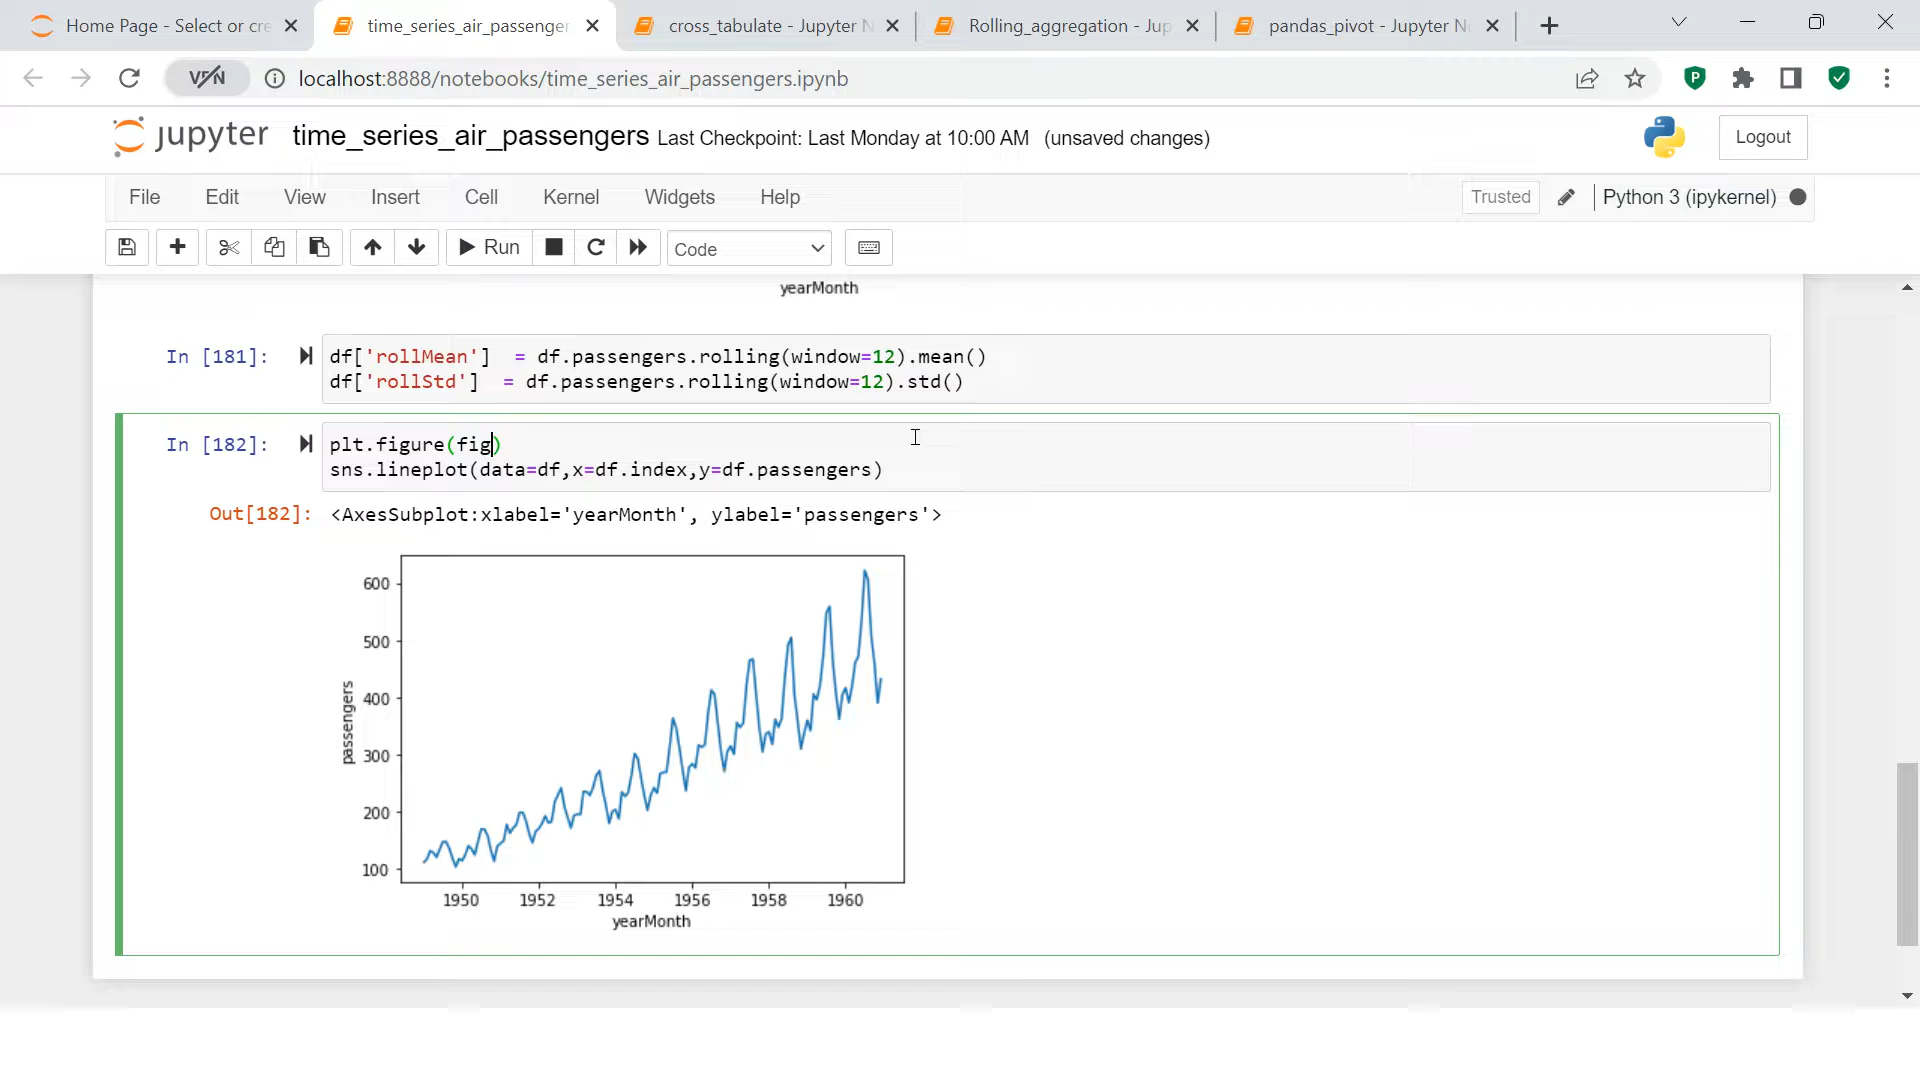 Home Page - Select or cre
time_series_air_passenger
cross_tabulate - Jupyter N
Rolling_aggregation - Jup
pandas_pivot - Jupyter N
VPN
localhost:8888/notebooks/time_series_air_passengers.ipynb
P
jupyter time_series_air_passengers Last Checkpoint: Last Monday at 10:00 AM (unsaved changes)
Logout
File Edit View Insert Cell Kernel Widgets Help
Trusted
Python 3 (ipykernel)
Run
Code
yearMonth
In [181]: df['rollMean']  = df.passengers.rolling(window=12).mean()
df['rollStd']  = df.passengers.rolling(window=12).std()
In [182]: plt.figure(fig)
sns.lineplot(data=df,x=df.index,y=df.passengers)
Out[182]: <AxesSubplot:xlabel='yearMonth', ylabel='passengers'>
600
500
400
300
200
100
passengers
1950 1952 1954 1956 1958 1960
yearMonth